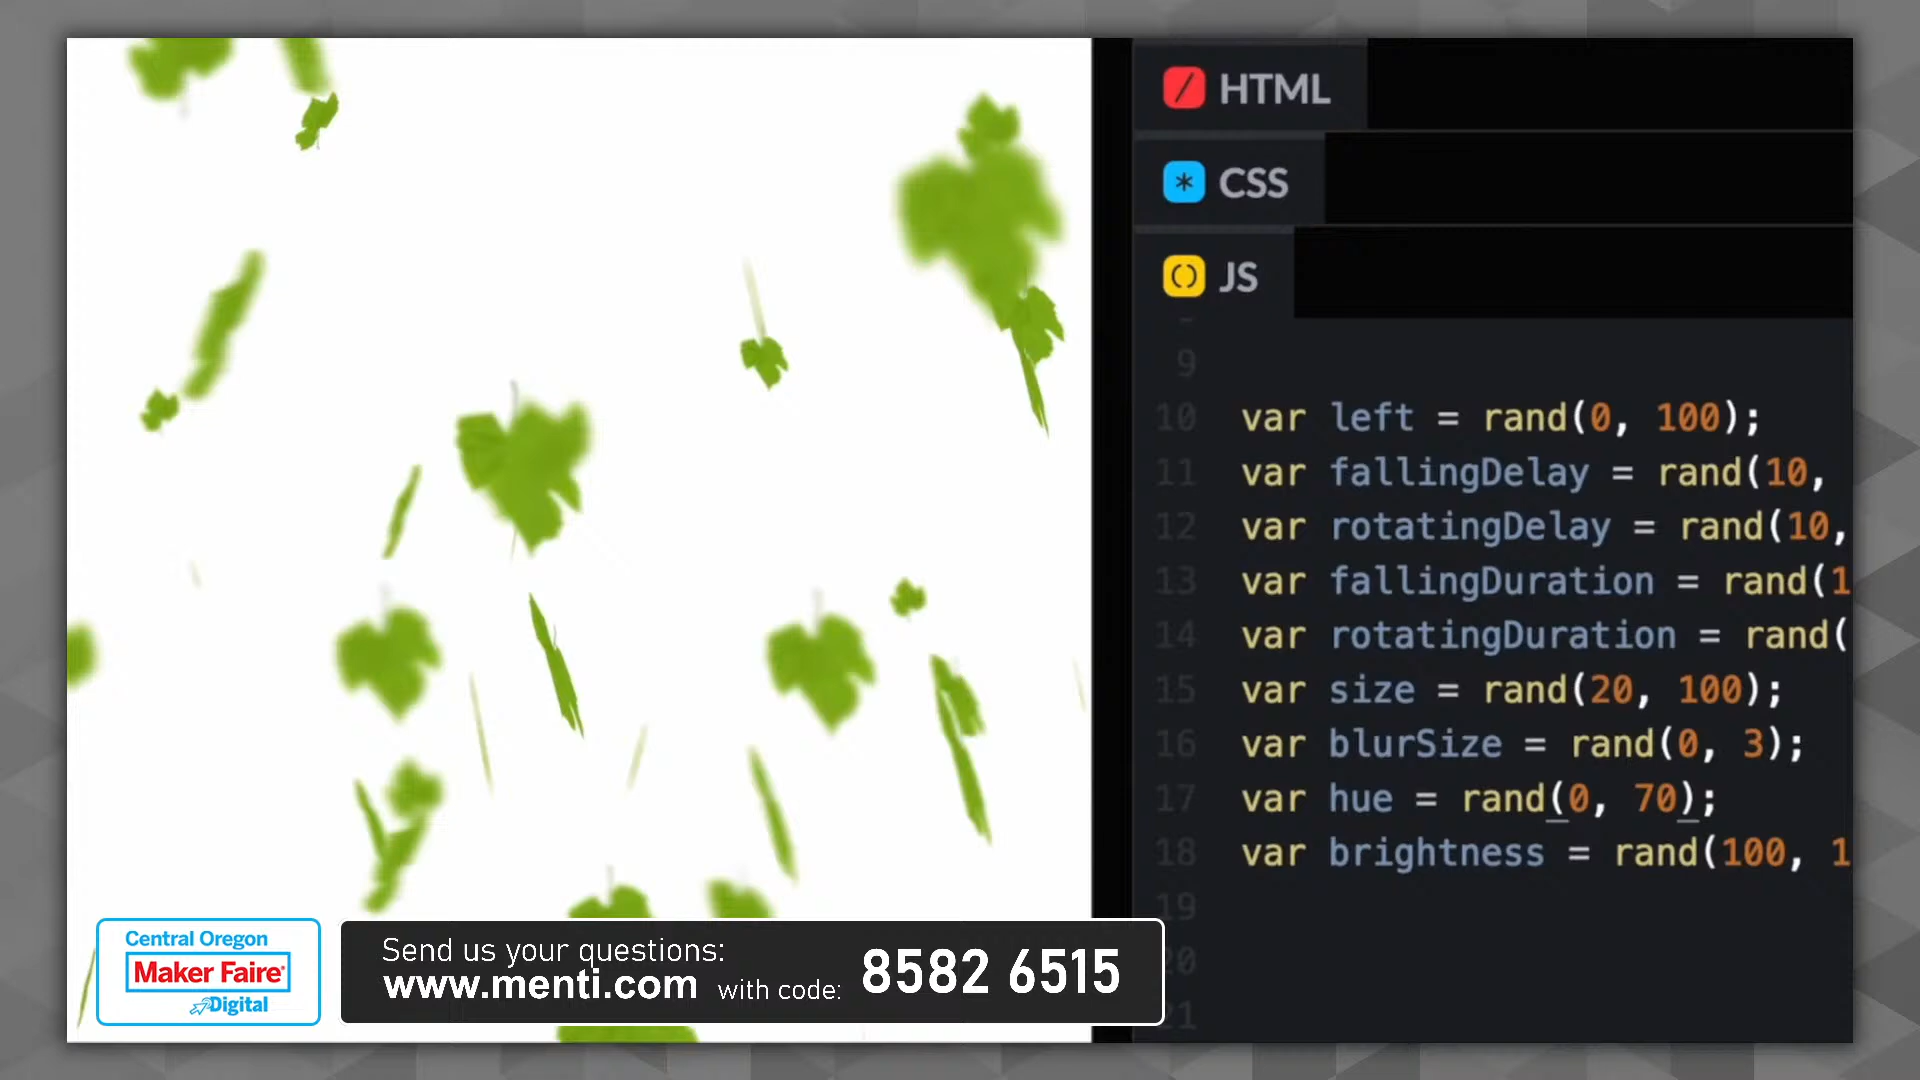 HTML
CSS
JS
9
10 var left = rand(0, 100);
11 var fallingDelay = rand(10,
12 var rotatingDelay = rand(10,
13 var fallingDuration = rand(1
14 var rotatingDuration = rand(
15 var size = rand(20, 100);
16 var blurSize = rand(0, 3);
17 var hue = rand(0, 70);
18 var brightness = rand(100, 1
19
20
21
Central Oregon
Maker Faire
Digital
Send us your questions:
www.menti.com with code: 8582 6515